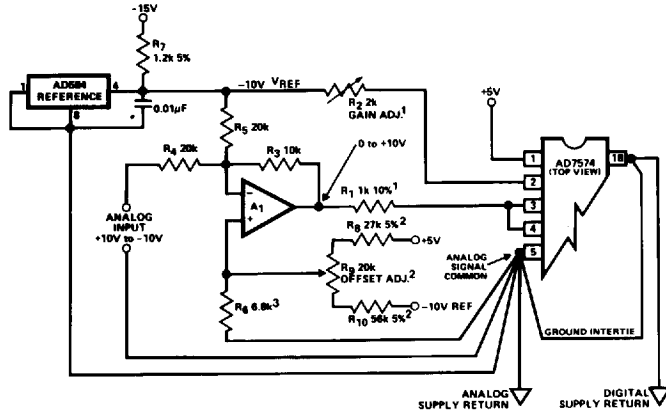 -15V
R7
1.2k 5%
1
AD584
REFERENCE
4
8
0.01µF
-10V VREF
R2 2k
GAIN ADJ.1
+5V
R5 20k
R4 20k
R3 10k
0 to +10V
AD7574
(TOP VIEW)
18
1
2
3
4
5
A1
R1 1k 10%1
ANALOG
INPUT
+10V to -10V
R8 27k 5%2
+5V
R9 20k
OFFSET ADJ.2
ANALOG
SIGNAL
COMMON
R6 6.8k3
R10 56k 5%2
-10V REF
GROUND INTERTIE
ANALOG
SUPPLY RETURN
DIGITAL
SUPPLY RETURN